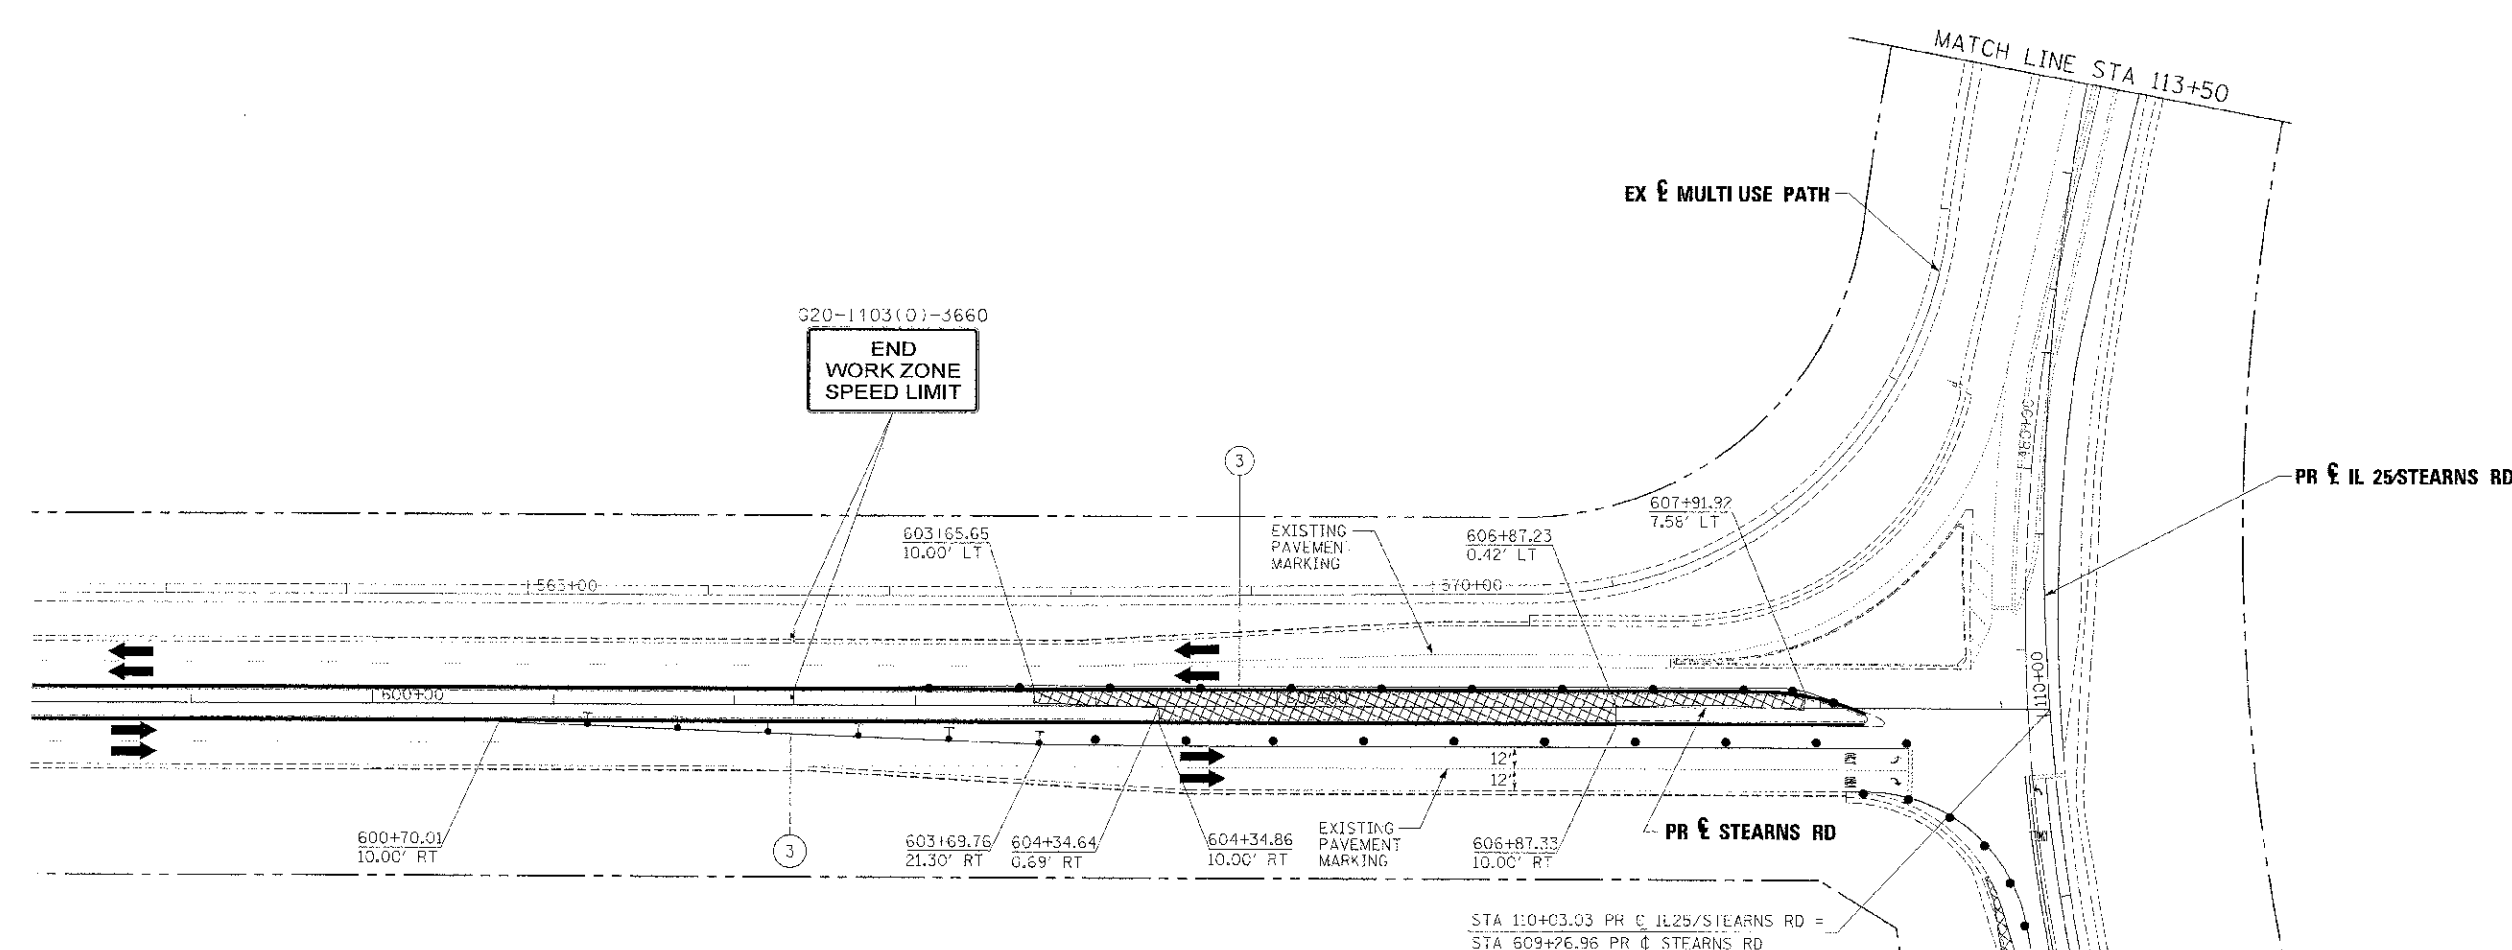 MATCH LINE STA 113+50
EX ℄ MULTI USE PATH
G20-1103(0)-3660
END
WORK ZONE
SPEED LIMIT
3
PR ℄ IL 25/STEARNS RD
607+91.92
7.58' LT
603+65.65
10.00' LT
EXISTING
PAVEMENT
MARKING
606+87.23
0.42' LT
565+00
570+00
600+00
110+00
12'
12'
600+70.01
10.00' RT
3
603+69.76
21.30' RT
604+34.64
0.69' RT
604+34.86
10.00' RT
EXISTING
PAVEMENT
MARKING
606+87.33
10.00' RT
PR ℄ STEARNS RD
STA 110+03.03 PR ℄ IL25/STEARNS RD =
STA 609+26.96 PR ℄ STEARNS RD